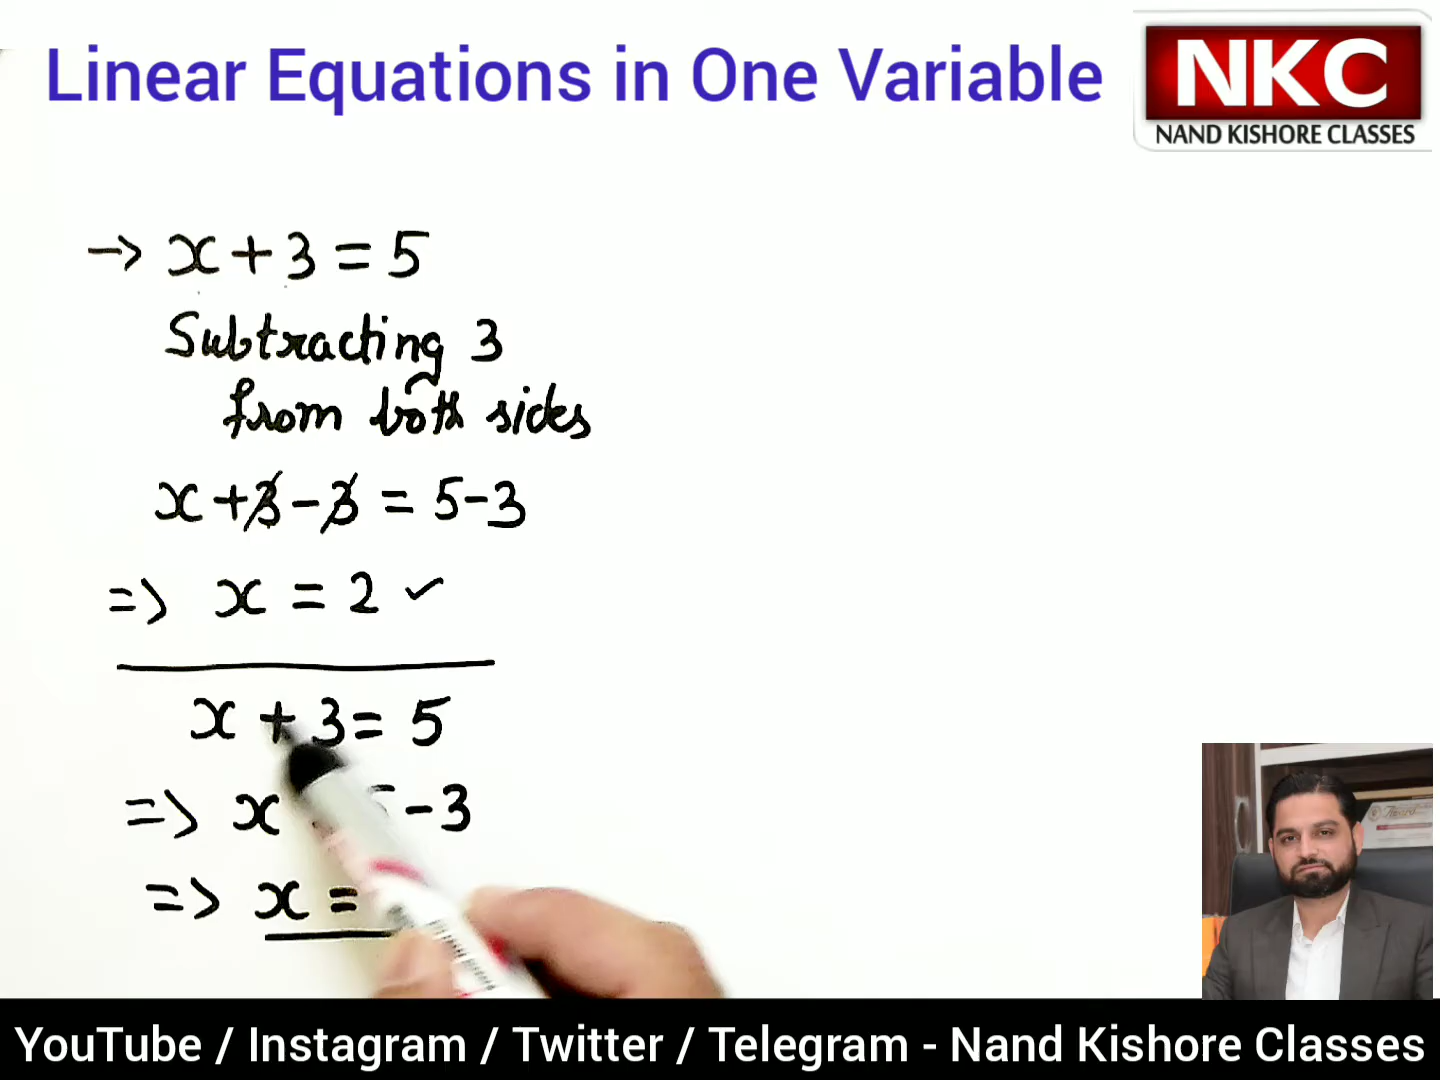 Linear Equations in One Variable
NKC
NAND KISHORE CLASSES
→ x + 3 = 5
Subtracting 3
from both sides
x + 3 - 3 = 5 - 3
=> x = 2 ✓
x + 3 = 5
=> x - 3
=> x =
YouTube / Instagram / Twitter / Telegram - Nand Kishore Classes